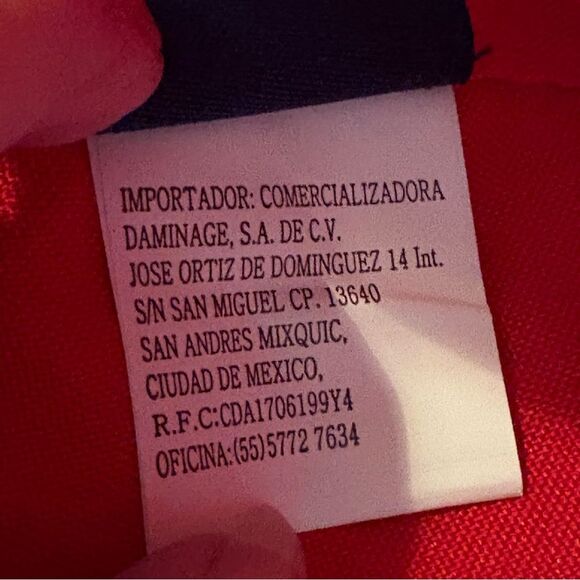 IMPORTADOR: COMERCIALIZADORA
DAMINAGE, S.A. DE C.V.
JOSE ORTIZ DE DOMINGUEZ 14 Int.
S/N SAN MIGUEL CP. 13640
SAN ANDRES MIXQUIC,
CIUDAD DE MEXICO,
R.F.C:CDA1706199Y4
OFICINA:(55)5772 7634